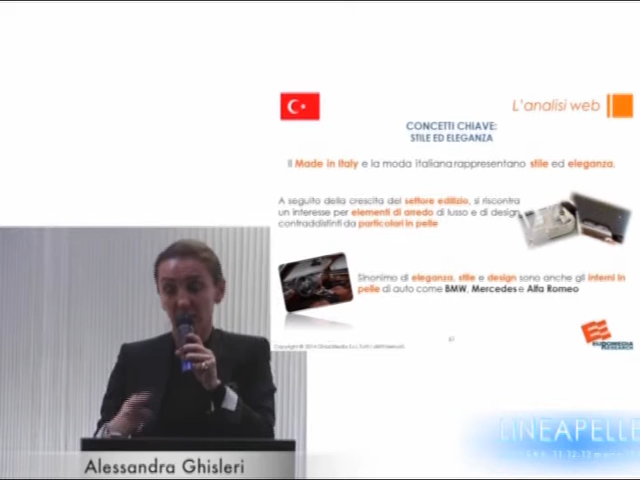 L'analisi web
CONCETTI CHIAVE:
STILE ED ELEGANZA
Il Made in Italy e la moda italiana rappresentano stile ed eleganza.
A seguito della crescita del settore edilizio, si riscontra
un interesse per elementi di arredo di lusso e di design
contraddistinti da particolari in pelle
Sinonimo di eleganza, stile e design sono anche gli interni in
pelle di auto come BMW, Mercedes e Alfa Romeo
EUROMEDIA
RESEARCH
LINEAPELLE
Alessandra Ghisleri